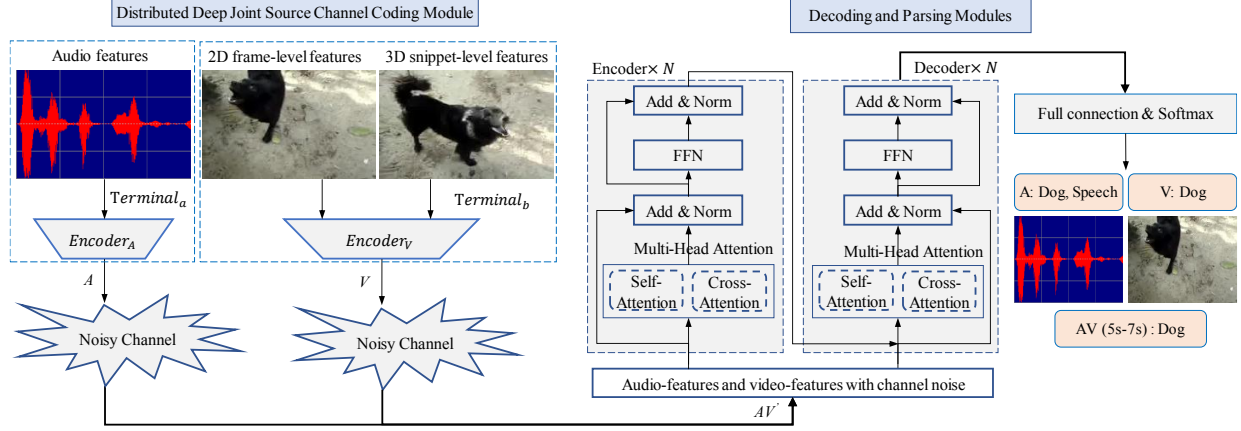 Distributed Deep Joint Source Channel Coding Module
Audio features
2D frame-level features
3D snippet-level features
Terminal_a
Terminal_b
Encoder_A
Encoder_V
A
V
Noisy Channel
Noisy Channel
AV'
Decoding and Parsing Modules
Encoder× N
Add & Norm
FFN
Add & Norm
Multi-Head Attention
Self-
Attention
Cross-
Attention
Decoder× N
Add & Norm
FFN
Add & Norm
Multi-Head Attention
Self-
Attention
Cross-
Attention
Audio-features and video-features with channel noise
Full connection & Softmax
A: Dog, Speech
V: Dog
AV (5s-7s) : Dog